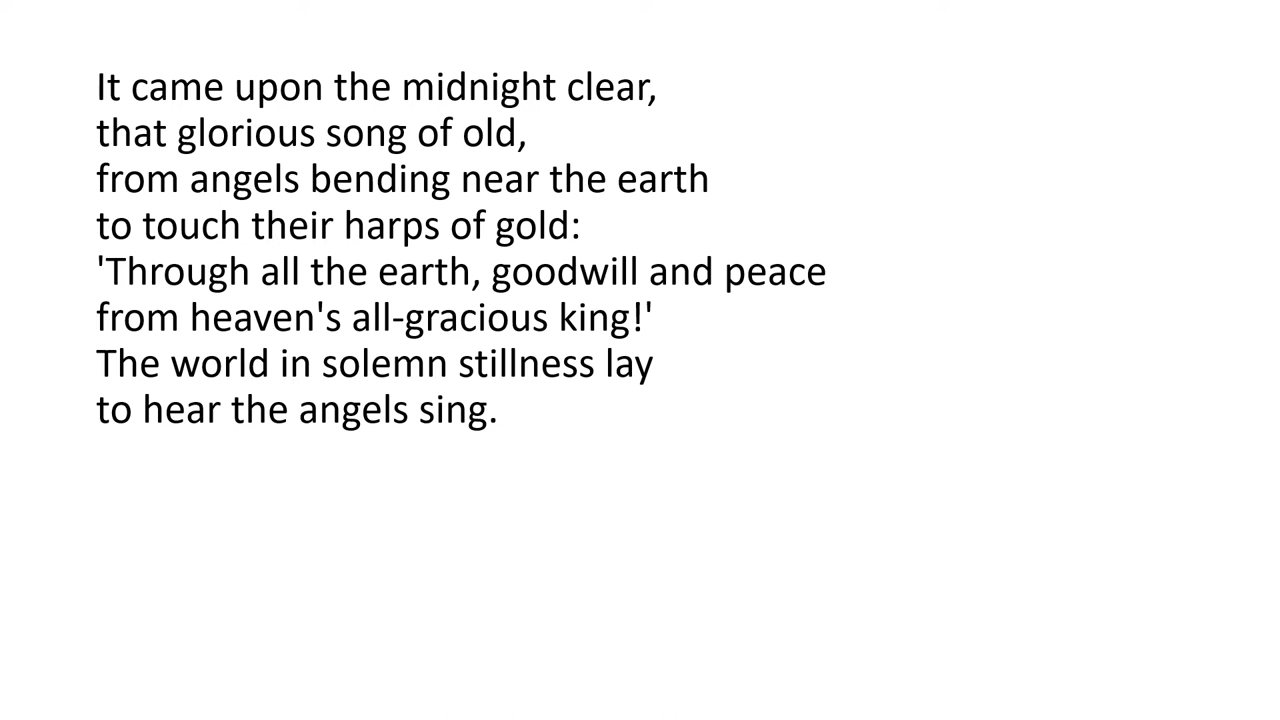 It came upon the midnight clear,
that glorious song of old,
from angels bending near the earth
to touch their harps of gold:
'Through all the earth, goodwill and peace
from heaven's all-gracious king!'
The world in solemn stillness lay
to hear the angels sing.